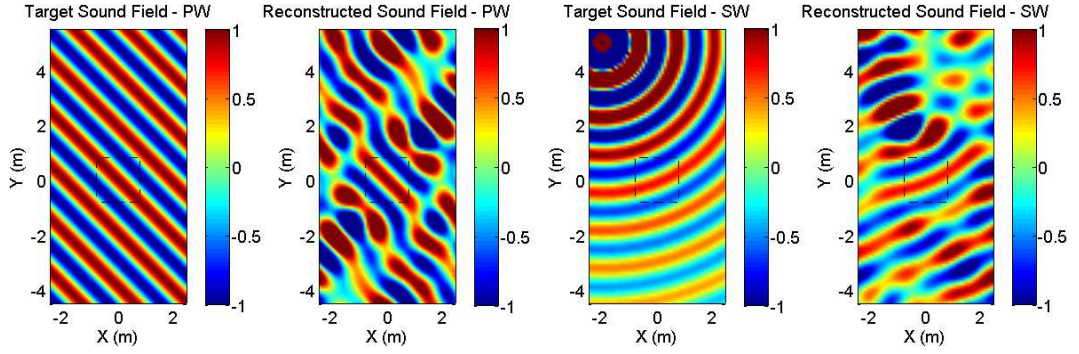 Target Sound Field - PW
Reconstructed Sound Field - PW
Target Sound Field - SW
Reconstructed Sound Field - SW
Y (m)
4
2
0
-2
-4
-2 0 2
X (m)
1
0.5
0
-0.5
-1
4
2
0
-2
-4
-2 0 2
X (m)
1
0.5
0
-0.5
-1
Y (m)
4
2
0
-2
-4
-2 0 2
X (m)
1
0.5
0
-0.5
-1
Y (m)
4
2
0
-2
-4
-2 0 2
X (m)
1
0.5
0
-0.5
-1
Y (m)